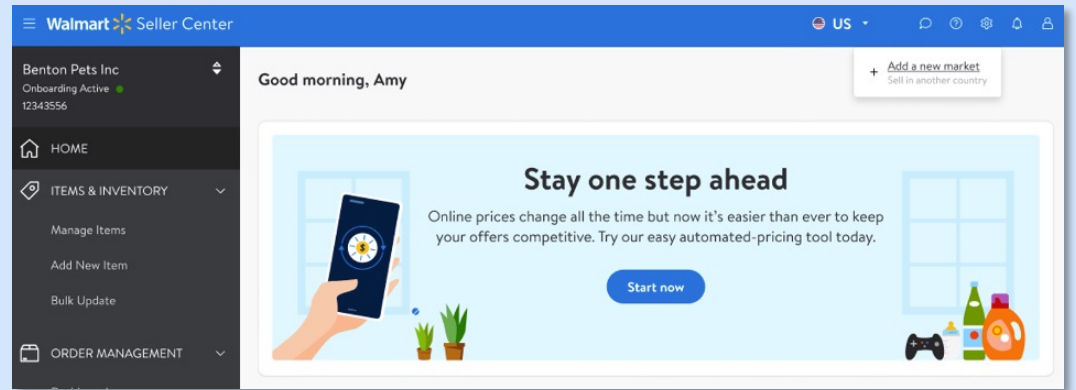 Walmart Seller Center
US
Benton Pets Inc
Onboarding Active
12343556
Good morning, Amy
+ Add a new market
Sell in another country
HOME
ITEMS & INVENTORY
Manage Items
Add New Item
Bulk Update
ORDER MANAGEMENT
Stay one step ahead
Online prices change all the time but now it's easier than ever to keep
your offers competitive. Try our easy automated-pricing tool today.
Start now